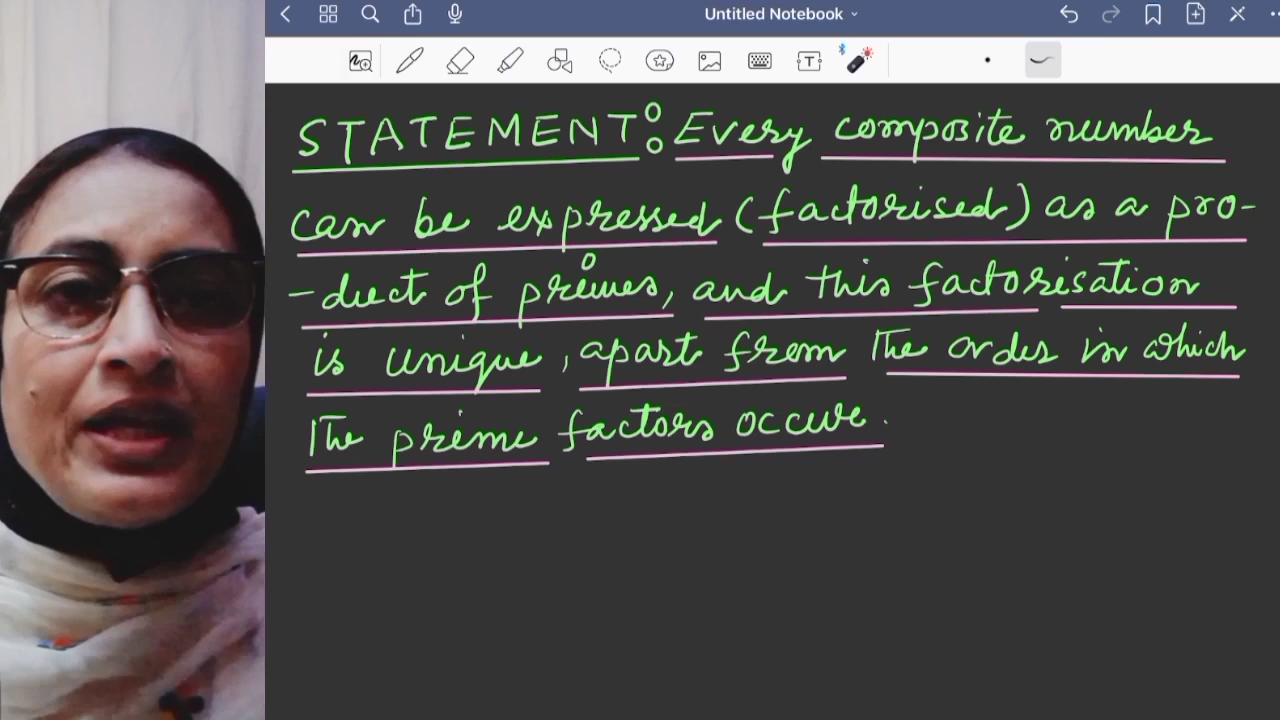 Untitled Notebook
STATEMENT: Every composite number
can be expressed (factorised) as a pro-
-duct of primes, and this factorisation
is unique, apart from the order in which
the prime factors occur.